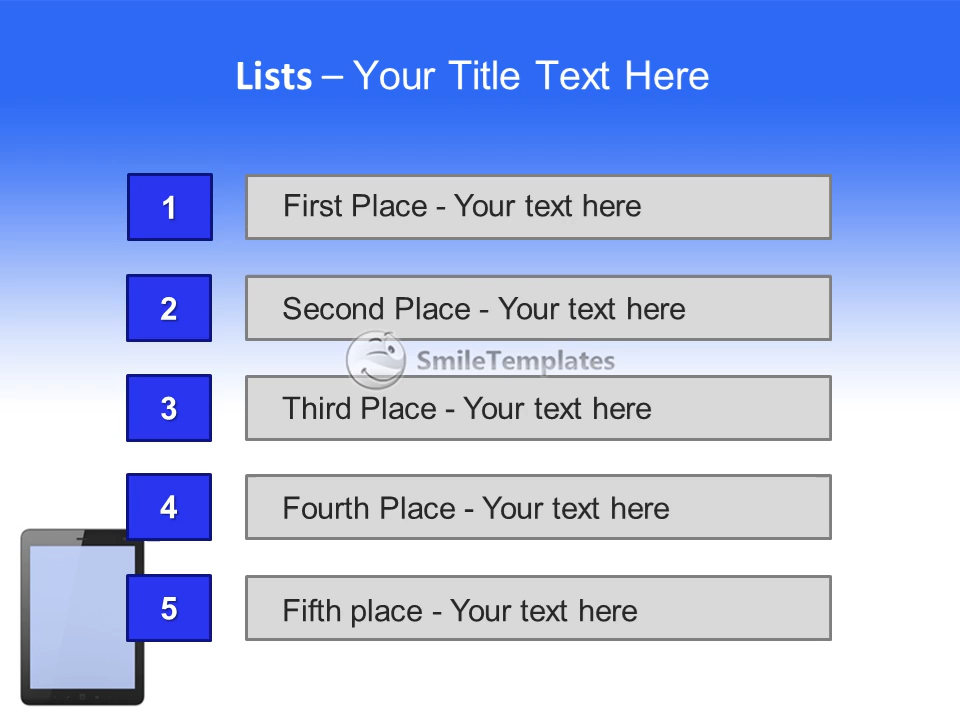 Lists – Your Title Text Here
1 First Place - Your text here
2 Second Place - Your text here
SmileTemplates
3 Third Place - Your text here
4 Fourth Place - Your text here
5 Fifth place - Your text here